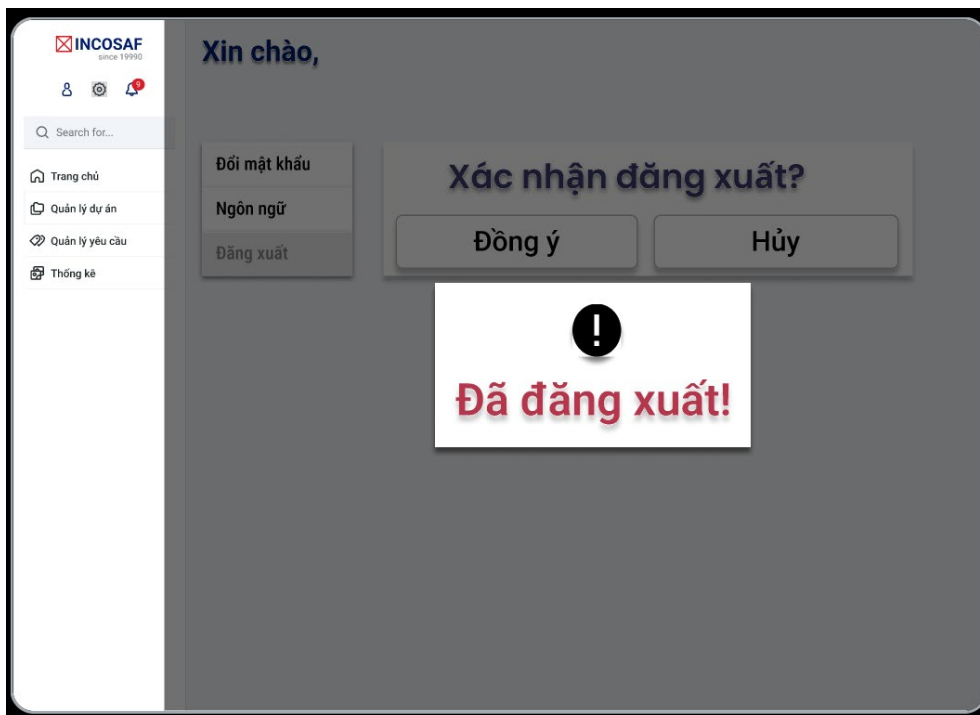 INCOSAF
since 19990
9
Search for...
Trang chủ
Quản lý dự án
Quản lý yêu cầu
Thống kê
Xin chào,
Đổi mật khẩu
Ngôn ngữ
Đăng xuất
Xác nhận đăng xuất?
Đồng ý
Hủy
!
Đã đăng xuất!